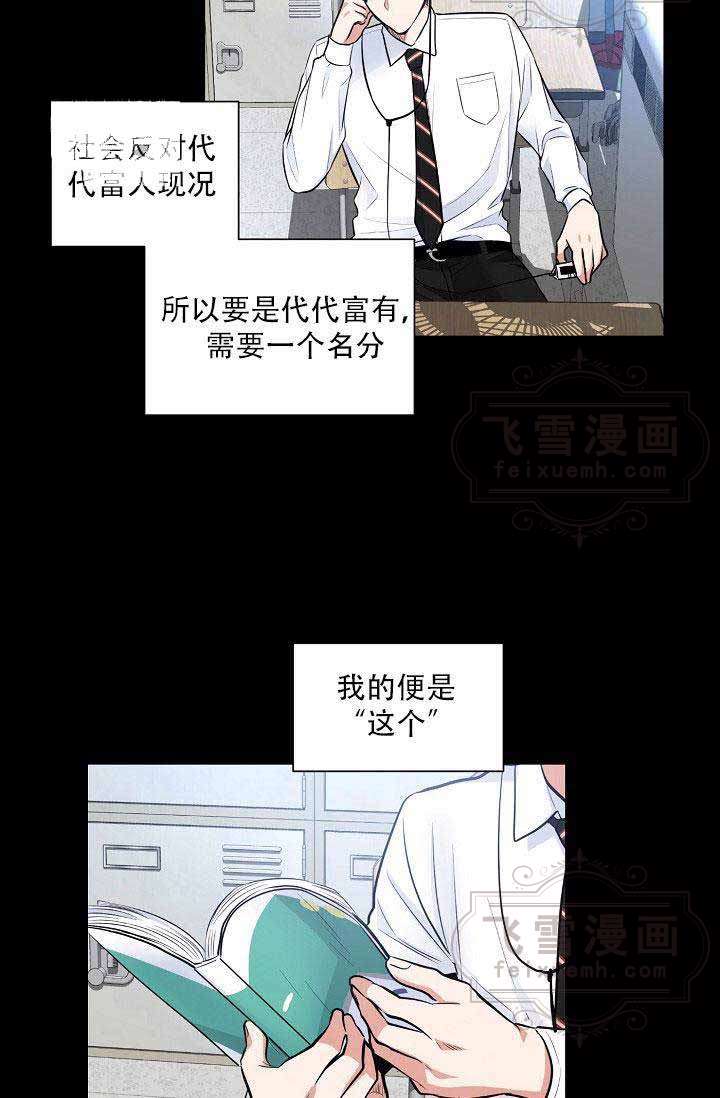 社会反对代
代富人现况
所以要是代代富有,
需要一个名分
飞雪漫画
feixuemh.com
我的便是
“这个”
飞雪漫画
feixuemh.com